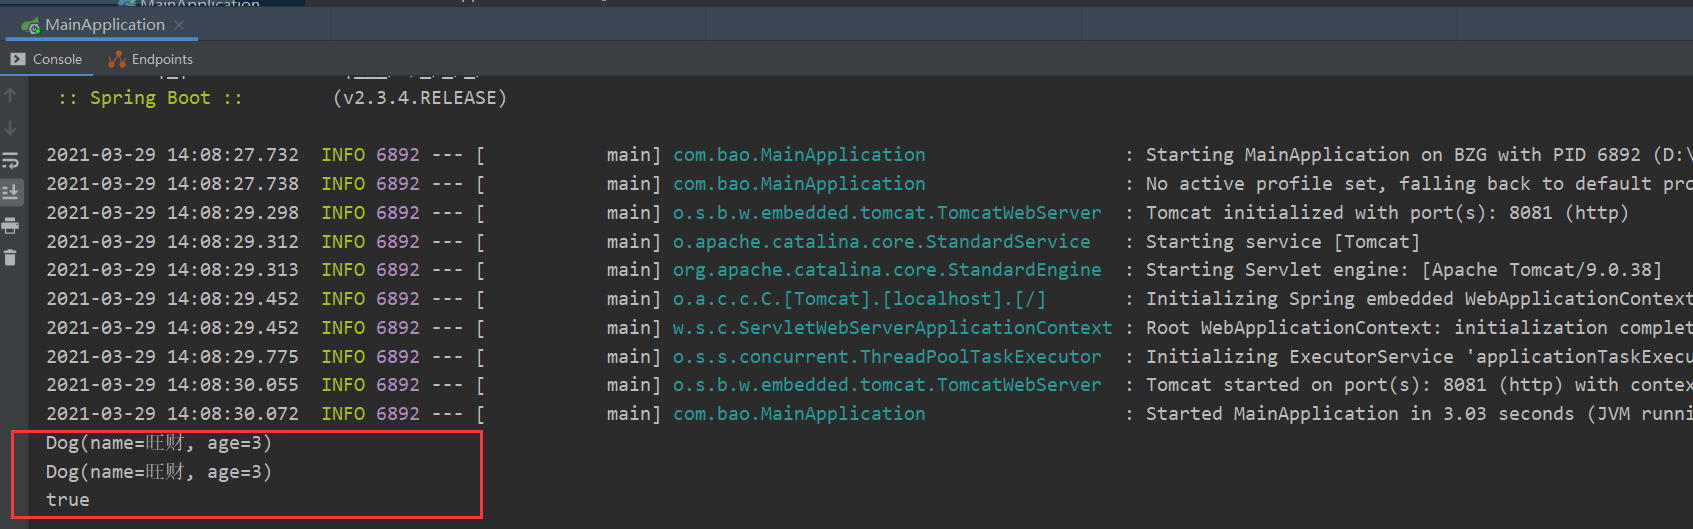 MainApplication
MainApplication
Console Endpoints
:: Spring Boot :: (v2.3.4.RELEASE)
2021-03-29 14:08:27.732 INFO 6892 --- [ main] com.bao.MainApplication : Starting MainApplication on BZG with PID 6892 (D:\
2021-03-29 14:08:27.738 INFO 6892 --- [ main] com.bao.MainApplication : No active profile set, falling back to default pro
2021-03-29 14:08:29.298 INFO 6892 --- [ main] o.s.b.w.embedded.tomcat.TomcatWebServer : Tomcat initialized with port(s): 8081 (http)
2021-03-29 14:08:29.312 INFO 6892 --- [ main] o.apache.catalina.core.StandardService : Starting service [Tomcat]
2021-03-29 14:08:29.313 INFO 6892 --- [ main] org.apache.catalina.core.StandardEngine : Starting Servlet engine: [Apache Tomcat/9.0.38]
2021-03-29 14:08:29.452 INFO 6892 --- [ main] o.a.c.c.C.[Tomcat].[localhost].[/] : Initializing Spring embedded WebApplicationContext
2021-03-29 14:08:29.452 INFO 6892 --- [ main] w.s.c.ServletWebServerApplicationContext : Root WebApplicationContext: initialization complet
2021-03-29 14:08:29.775 INFO 6892 --- [ main] o.s.s.concurrent.ThreadPoolTaskExecutor : Initializing ExecutorService 'applicationTaskExecu
2021-03-29 14:08:30.055 INFO 6892 --- [ main] o.s.b.w.embedded.tomcat.TomcatWebServer : Tomcat started on port(s): 8081 (http) with contex
2021-03-29 14:08:30.072 INFO 6892 --- [ main] com.bao.MainApplication : Started MainApplication in 3.03 seconds (JVM runni
Dog(name=旺财, age=3)
Dog(name=旺财, age=3)
true